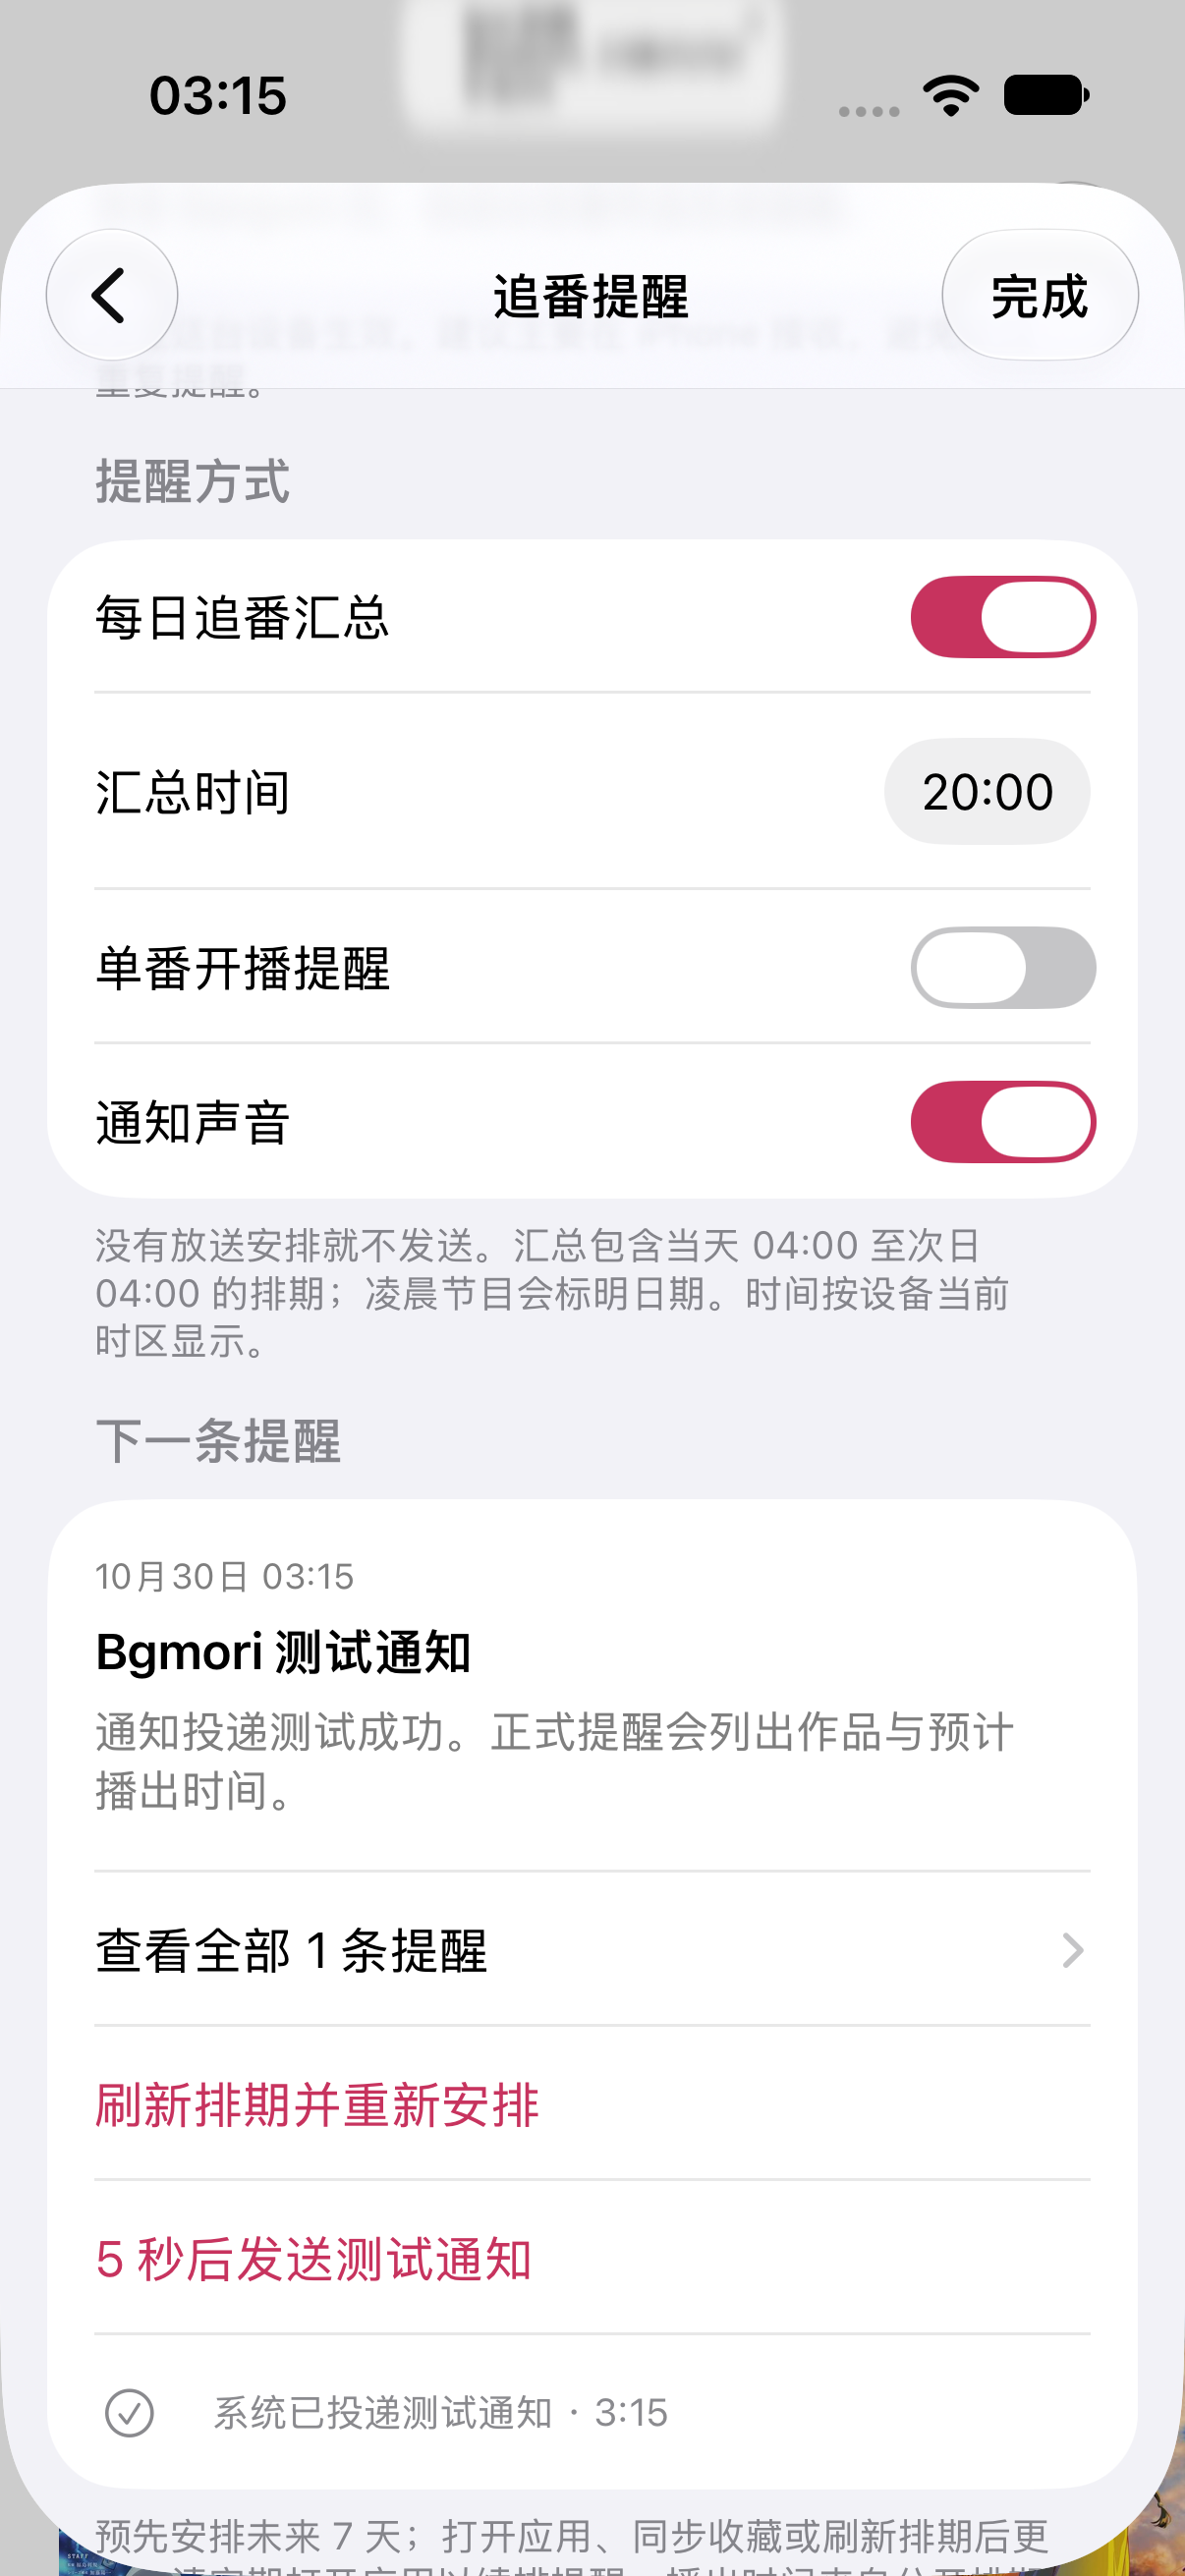 03:15
追番提醒
完成
重复提醒。
提醒方式
每日追番汇总
汇总时间
20:00
单番开播提醒
通知声音
没有放送安排就不发送。汇总包含当天 04:00 至次日
04:00 的排期；凌晨节目会标明日期。时间按设备当前
时区显示。
下一条提醒
10月30日 03:15
Bgmori 测试通知
通知投递测试成功。正式提醒会列出作品与预计
播出时间。
查看全部 1 条提醒
刷新排期并重新安排
5 秒后发送测试通知
系统已投递测试通知 · 3:15
预先安排未来 7 天；打开应用、同步收藏或刷新排期后更